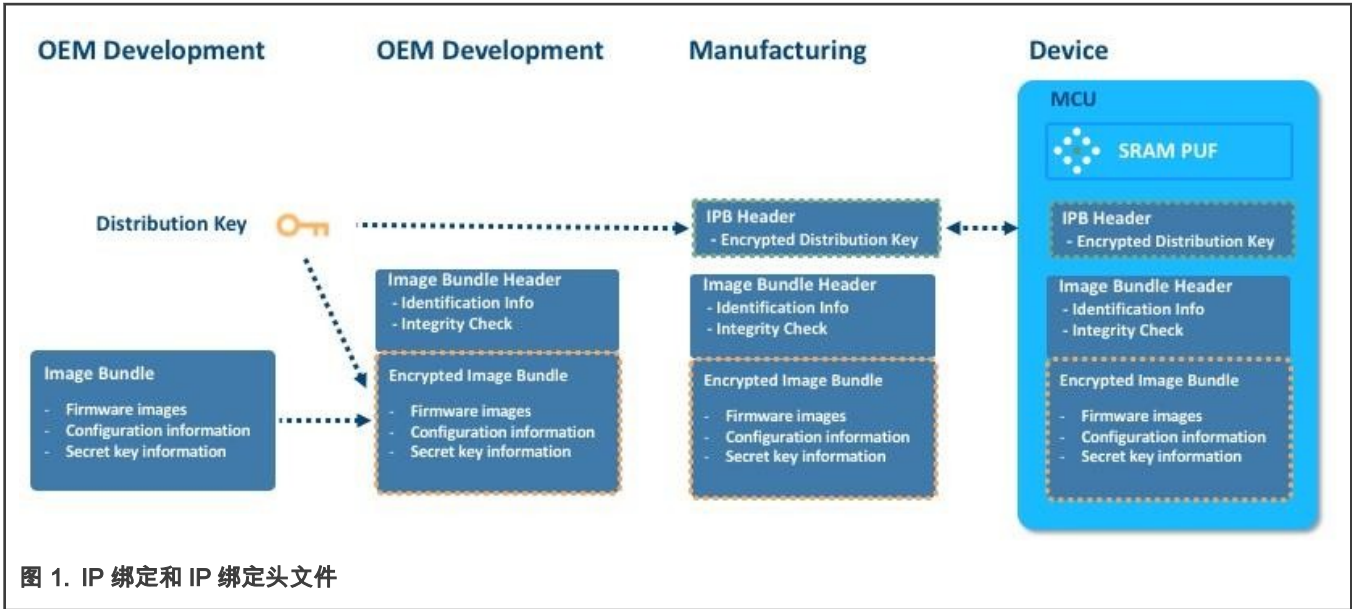 OEM Development
OEM Development
Manufacturing
Device
MCU
SRAM PUF
Distribution Key
IPB Header
- Encrypted Distribution Key
IPB Header
- Encrypted Distribution Key
Image Bundle Header
- Identification Info
- Integrity Check
Image Bundle Header
- Identification Info
- Integrity Check
Image Bundle Header
- Identification Info
- Integrity Check
Image Bundle
- Firmware images
- Configuration information
- Secret key information
Encrypted Image Bundle
- Firmware images
- Configuration information
- Secret key information
Encrypted Image Bundle
- Firmware images
- Configuration information
- Secret key information
Encrypted Image Bundle
- Firmware images
- Configuration information
- Secret key information
图 1. IP 绑定和 IP 绑定头文件